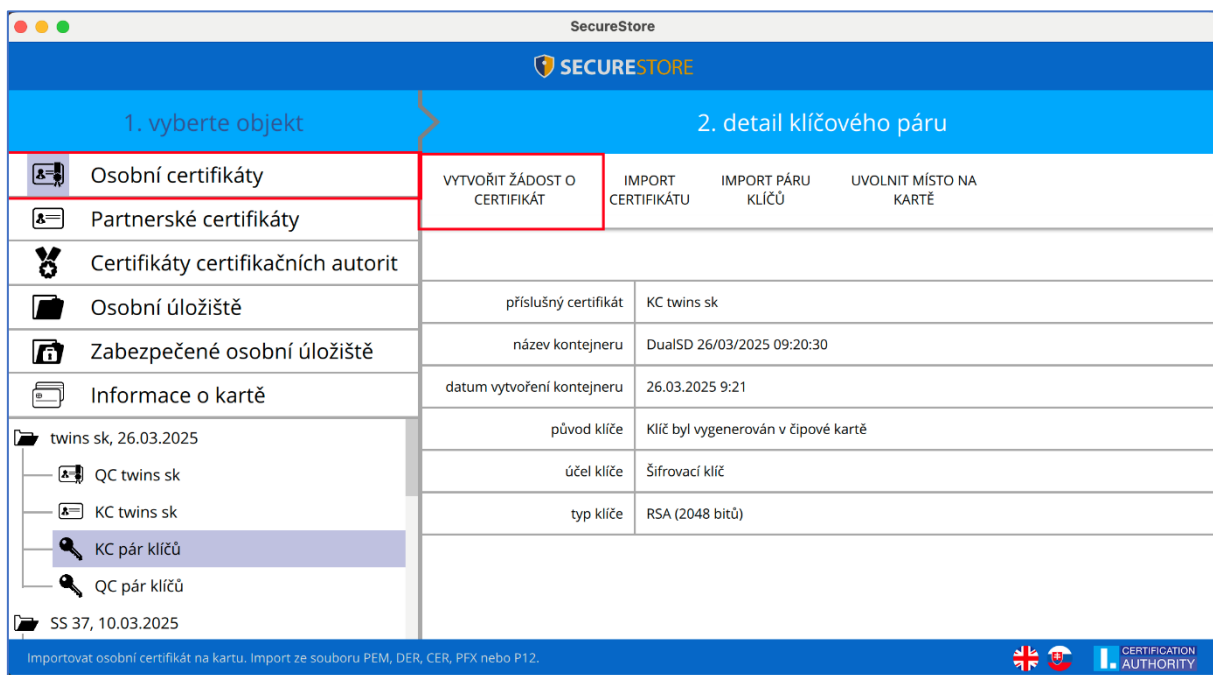 SecureStore
SECURESTORE
1. vyberte objekt
2. detail klíčového páru
Osobní certifikáty
Partnerské certifikáty
Certifikáty certifikačních autorit
Osobní úložiště
Zabezpečené osobní úložiště
Informace o kartě
twins sk, 26.03.2025
QC twins sk
KC twins sk
KC pár klíčů
QC pár klíčů
SS 37, 10.03.2025
VYTVOŘIT ŽÁDOST O
CERTIFIKÁT
IMPORT
CERTIFIKÁTU
IMPORT PÁRU
KLÍČŮ
UVOLNIT MÍSTO NA
KARTĚ
příslušný certifikát KC twins sk
název kontejneru DualSD 26/03/2025 09:20:30
datum vytvoření kontejneru 26.03.2025 9:21
původ klíče Klíč byl vygenerován v čipové kartě
účel klíče Šifrovací klíč
typ klíče RSA (2048 bitů)
Importovat osobní certifikát na kartu. Import ze souboru PEM, DER, CER, PFX nebo P12.
I. CERTIFICATION
AUTHORITY